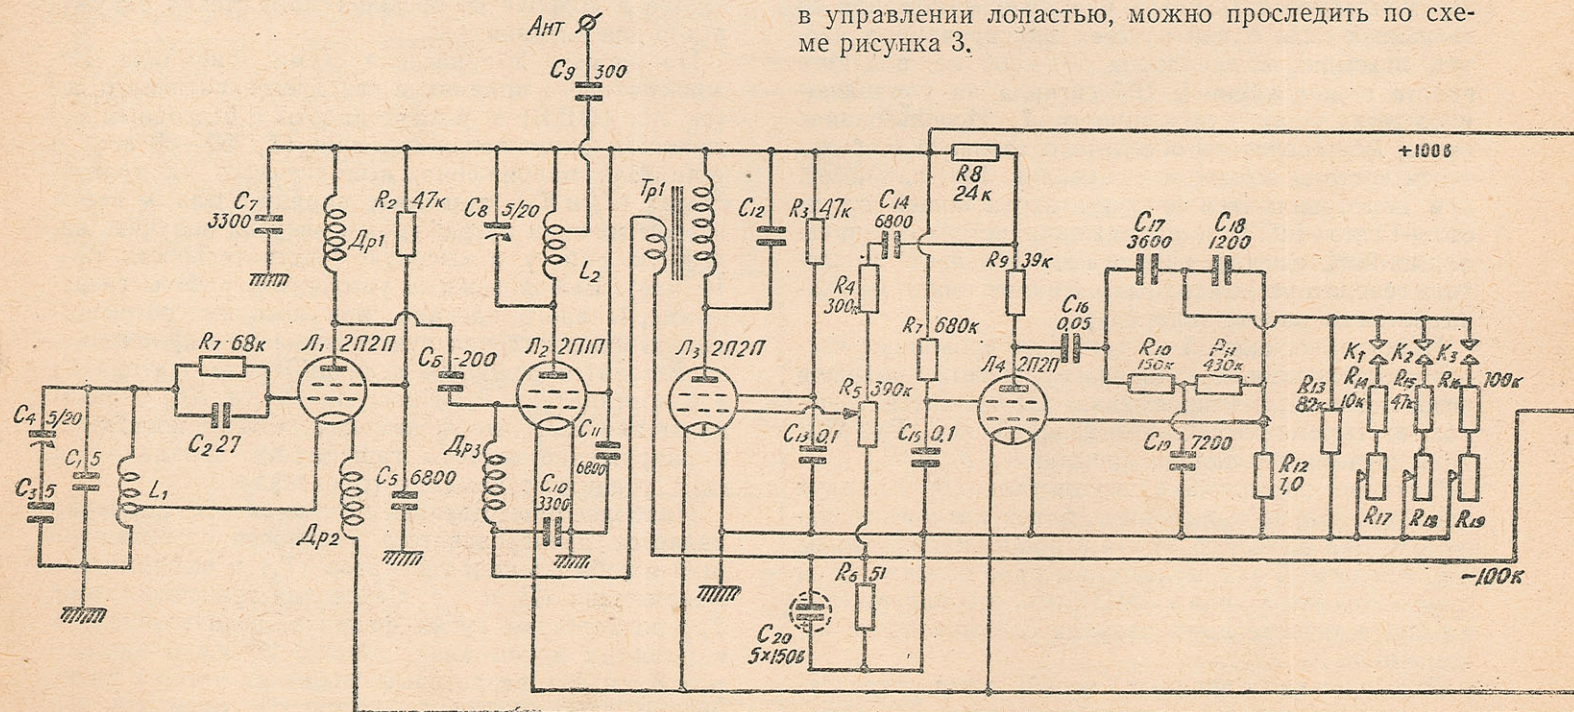 в управлении лопастью, можно проследить по схе-
ме рисунка 3.
Ант
C9 300
+100в
R8
24к
C7
3300
R2 47к
C8 5/20
Др1
L2
Тр1
C12
R3 47к
C14
6800
R4
300к
R9 39к
C17
3600
C18
1200
C16
0,05
R7 680к
R7 68к
Л1 2П2П
C6 200
Л2 2П1П
Л3 2П2П
Л4 2П2П
R10
150к
R11
430к
K1
K2
K3
R14
10к
R15
47к
R16 100к
R13
82к
C4 5/20
C2 27
C1 5
C3 5
L1
Др2
C5 6800
Др3
C10
3300
C11
6800
R5 390к
C13 0,1
C15 0,1
C19 7200
R12
1,0
R17
R18
R19
-100к
R6 51
C20
5×150в